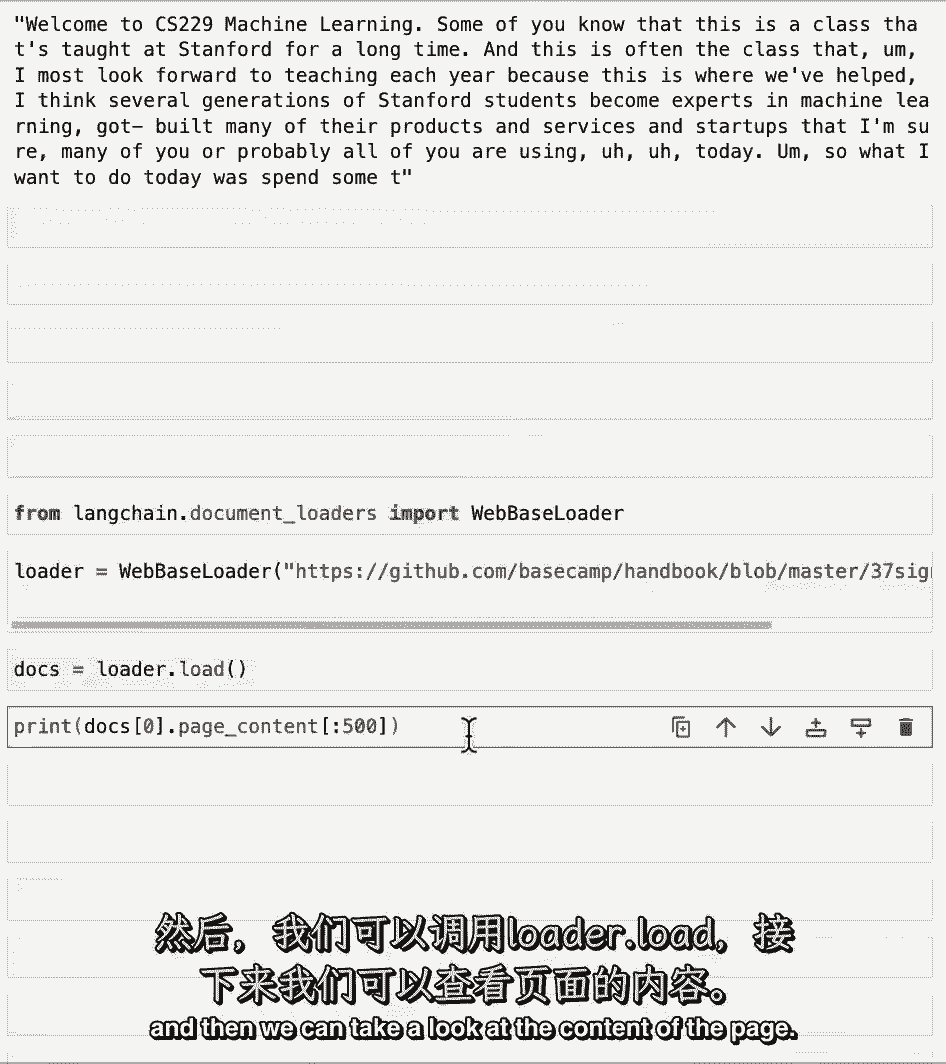 "Welcome to CS229 Machine Learning. Some of you know that this is a class tha
t's taught at Stanford for a long time. And this is often the class that, um,
I most look forward to teaching each year because this is where we've helped,
I think several generations of Stanford students become experts in machine lea
rning, got— built many of their products and services and startups that I'm su
re, many of you or probably all of you are using, uh, uh, today. Um, so what I
want to do today was spend some t"
from langchain.document_loaders import WebBaseLoader
loader = WebBaseLoader("https://github.com/basecamp/handbook/blob/master/37sig
docs = loader.load()
print(docs[0].page_content[:500])
然后，我们可以调用loader.load，接
下来我们可以查看页面的内容。
and then we can take a look at the content of the page.